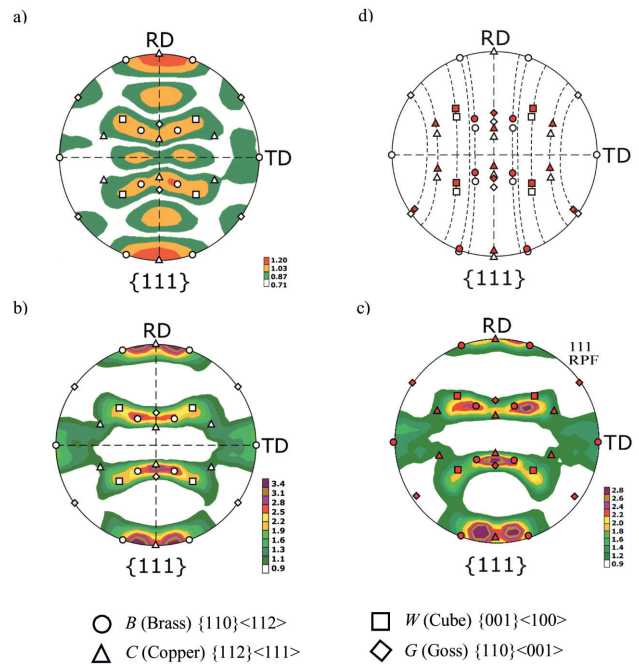 a)
d)
RD
RD
TD
TD
{111}
1.20
1.03
0.87
0.71
{111}
b)
c)
RD
RD
111
RPF
TD
TD
{111}
3.4
3.1
2.8
2.5
2.2
1.9
1.6
1.3
1.1
0.9
{111}
2.8
2.6
2.4
2.2
2.0
1.8
1.6
1.4
1.2
0.9
B (Brass) {110}<112>
W (Cube) {001}<100>
C (Copper) {112}<111>
G (Goss) {110}<001>